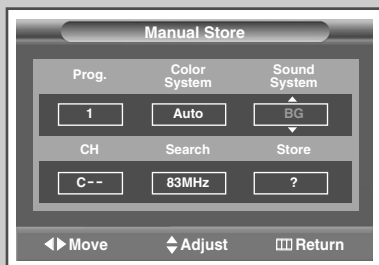 Manual Store
Prog. Color System Sound System
1 Auto BG
CH Search Store
C-- 83MHz ?
Move Adjust Return